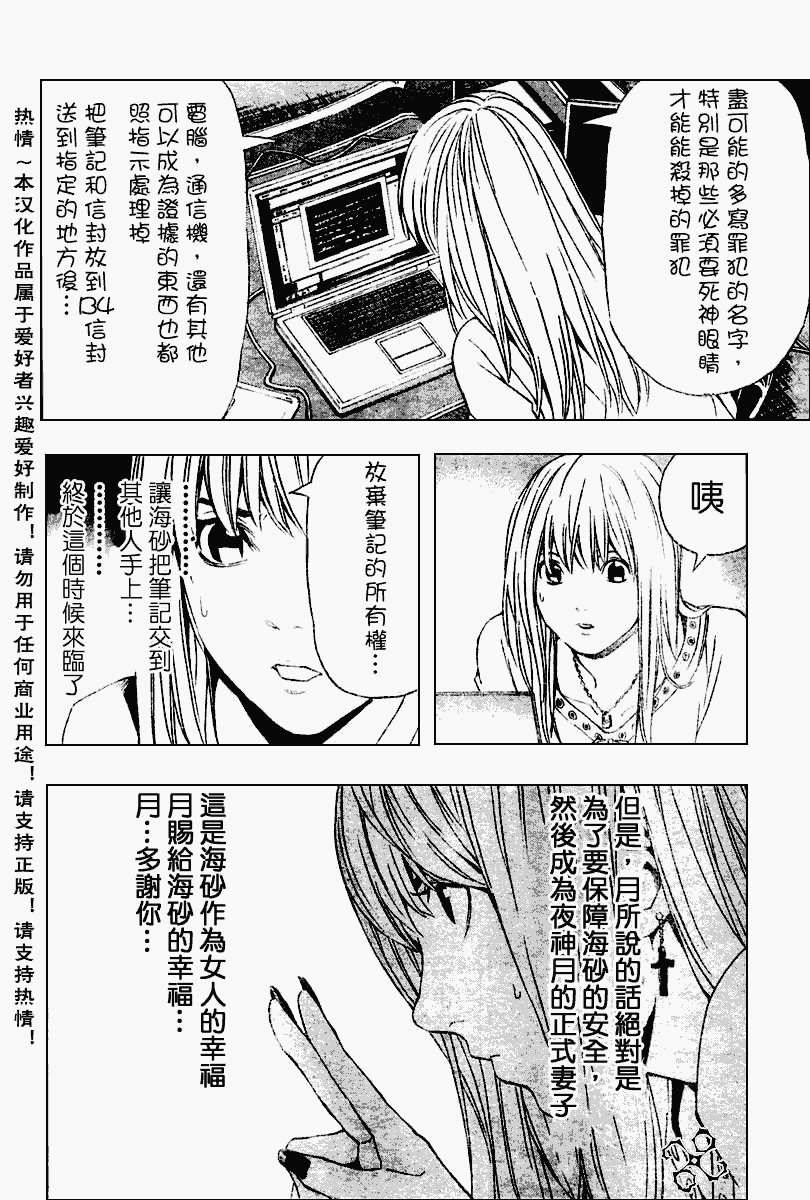 盡可能的多寫罪犯的名字，
特別是那些必須要死神眼睛
才能能殺掉的罪犯
電腦，通信機，還有其他
可以成為證據的東西也都
照指示處理掉
把筆記和信封放到B4信封
送到指定的地方後…
咦
放棄筆記的所有權…
………
讓海砂把筆記交到
其他人手上…
………
終於這個時候來臨了
但是，月所說的話絕對是
為了要保障海砂的安全，
然後成為夜神月的正式妻子
這是海砂作為女人的幸福
月賜給海砂的幸福…
月…多謝你…
热情～本汉化作品属于爱好者兴趣爱好制作！请勿用于任何商业用途！请支持正版！请支持热情！